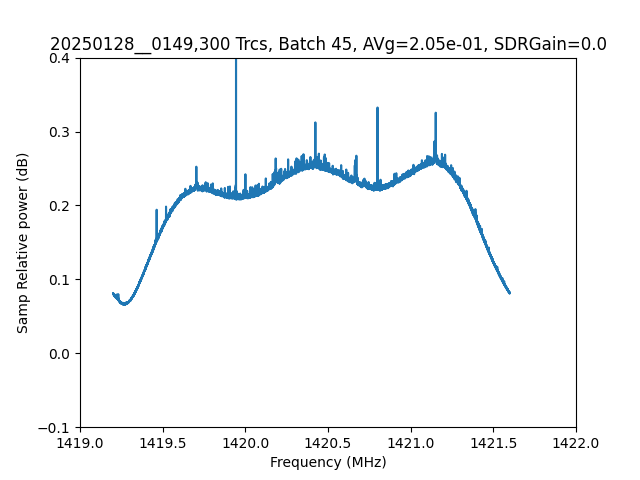 20250128__0149,300 Trcs, Batch 45, AVg=2.05e-01, SDRGain=0.0
Samp Relative power (dB)
0.4
0.3
0.2
0.1
0.0
−0.1
1419.0 1419.5 1420.0 1420.5 1421.0 1421.5 1422.0
Frequency (MHz)